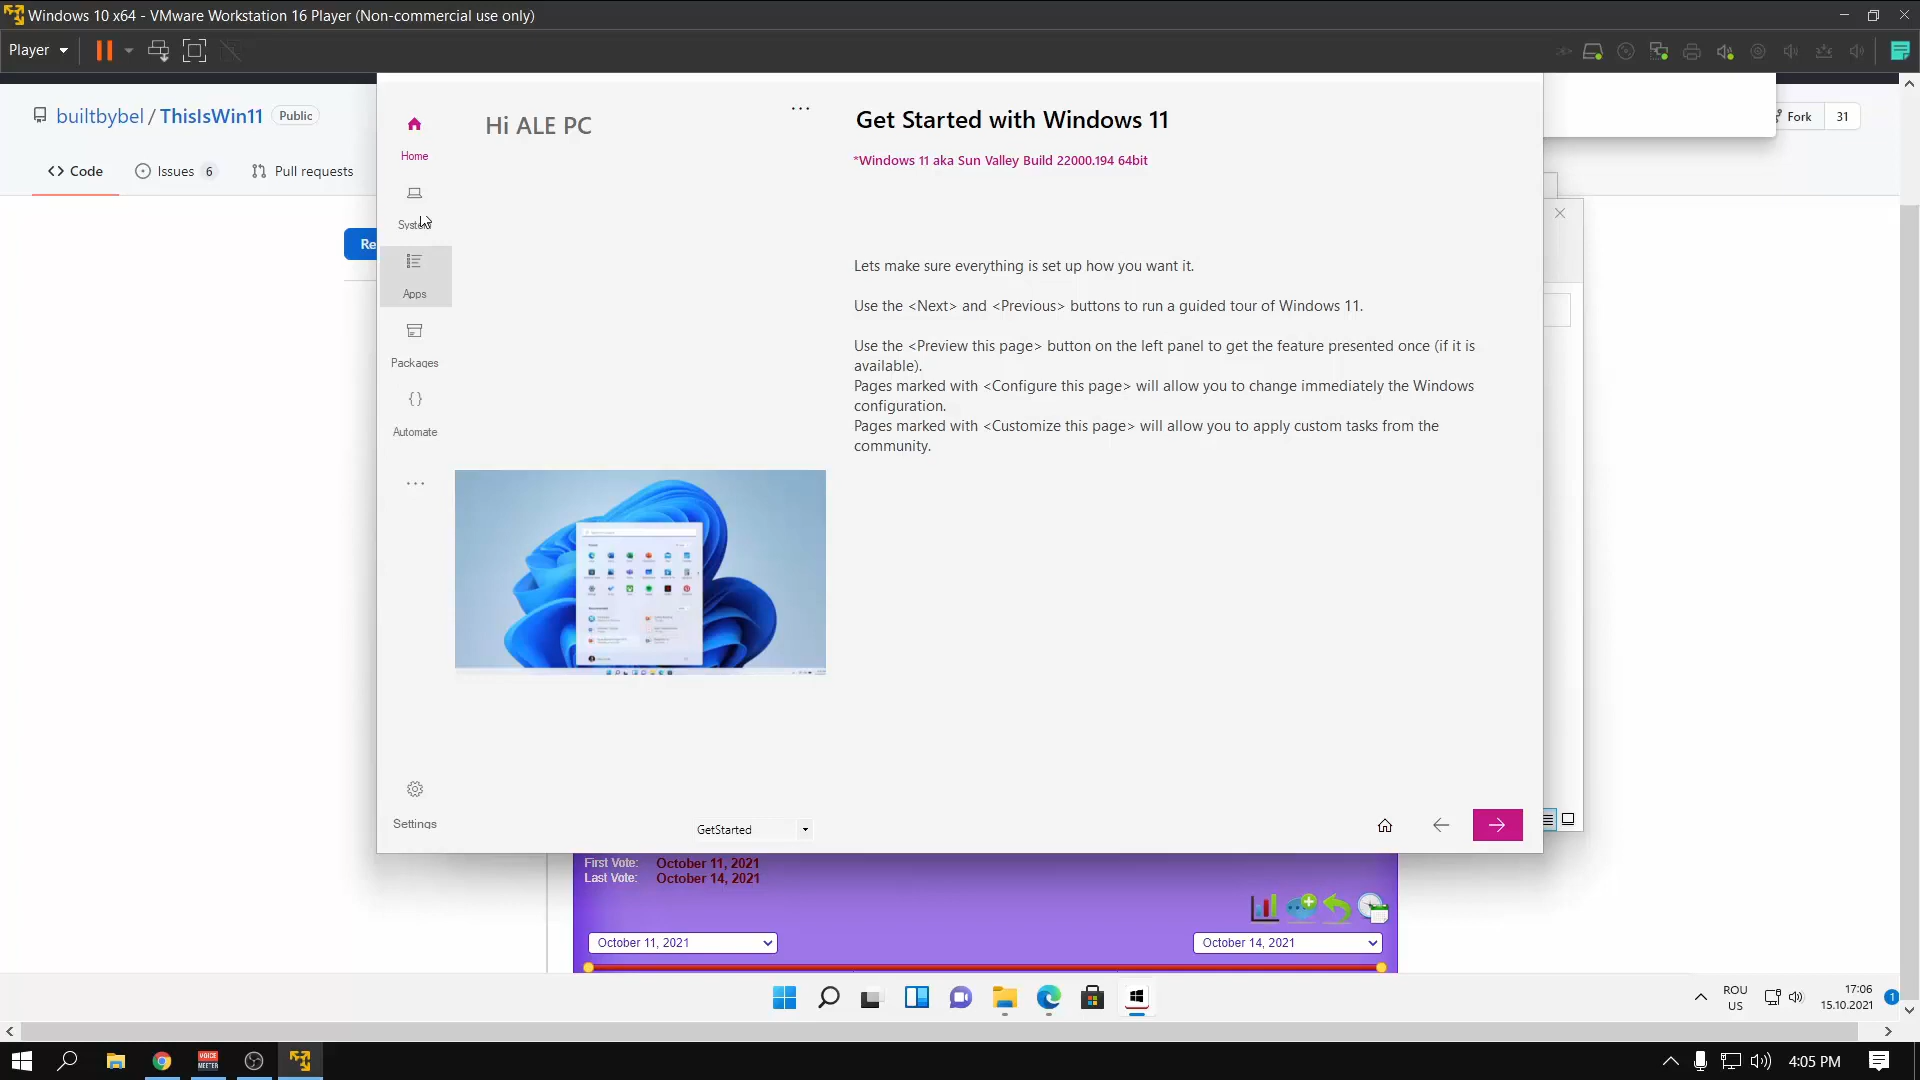 Windows 10 x64 - VMware Workstation 16 Player (Non-commercial use only)
Player
builtbybel / ThisIsWin11 Public
Fork 31
Code
Issues 6
Pull requests
Re
Home
System
Apps
Packages
Automate
Settings
Hi ALE PC
GetStarted
Get Started with Windows 11
*Windows 11 aka Sun Valley Build 22000.194 64bit
Lets make sure everything is set up how you want it.
Use the <Next> and <Previous> buttons to run a guided tour of Windows 11.
Use the <Preview this page> button on the left panel to get the feature presented once (if it is
available).
Pages marked with <Configure this page> will allow you to change immediately the Windows
configuration.
Pages marked with <Customize this page> will allow you to apply custom tasks from the
community.
First Vote: October 11, 2021
Last Vote: October 14, 2021
October 11, 2021
October 14, 2021
ROU
US
17:06
15.10.2021
1
VOICE
MEETER
4:05 PM